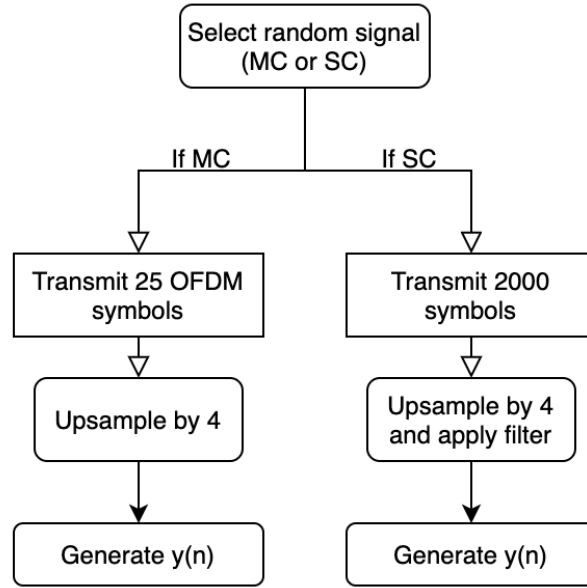 Select random signal
(MC or SC)
If MC
If SC
Transmit 25 OFDM
symbols
Transmit 2000
symbols
Upsample by 4
Upsample by 4
and apply filter
Generate y(n)
Generate y(n)